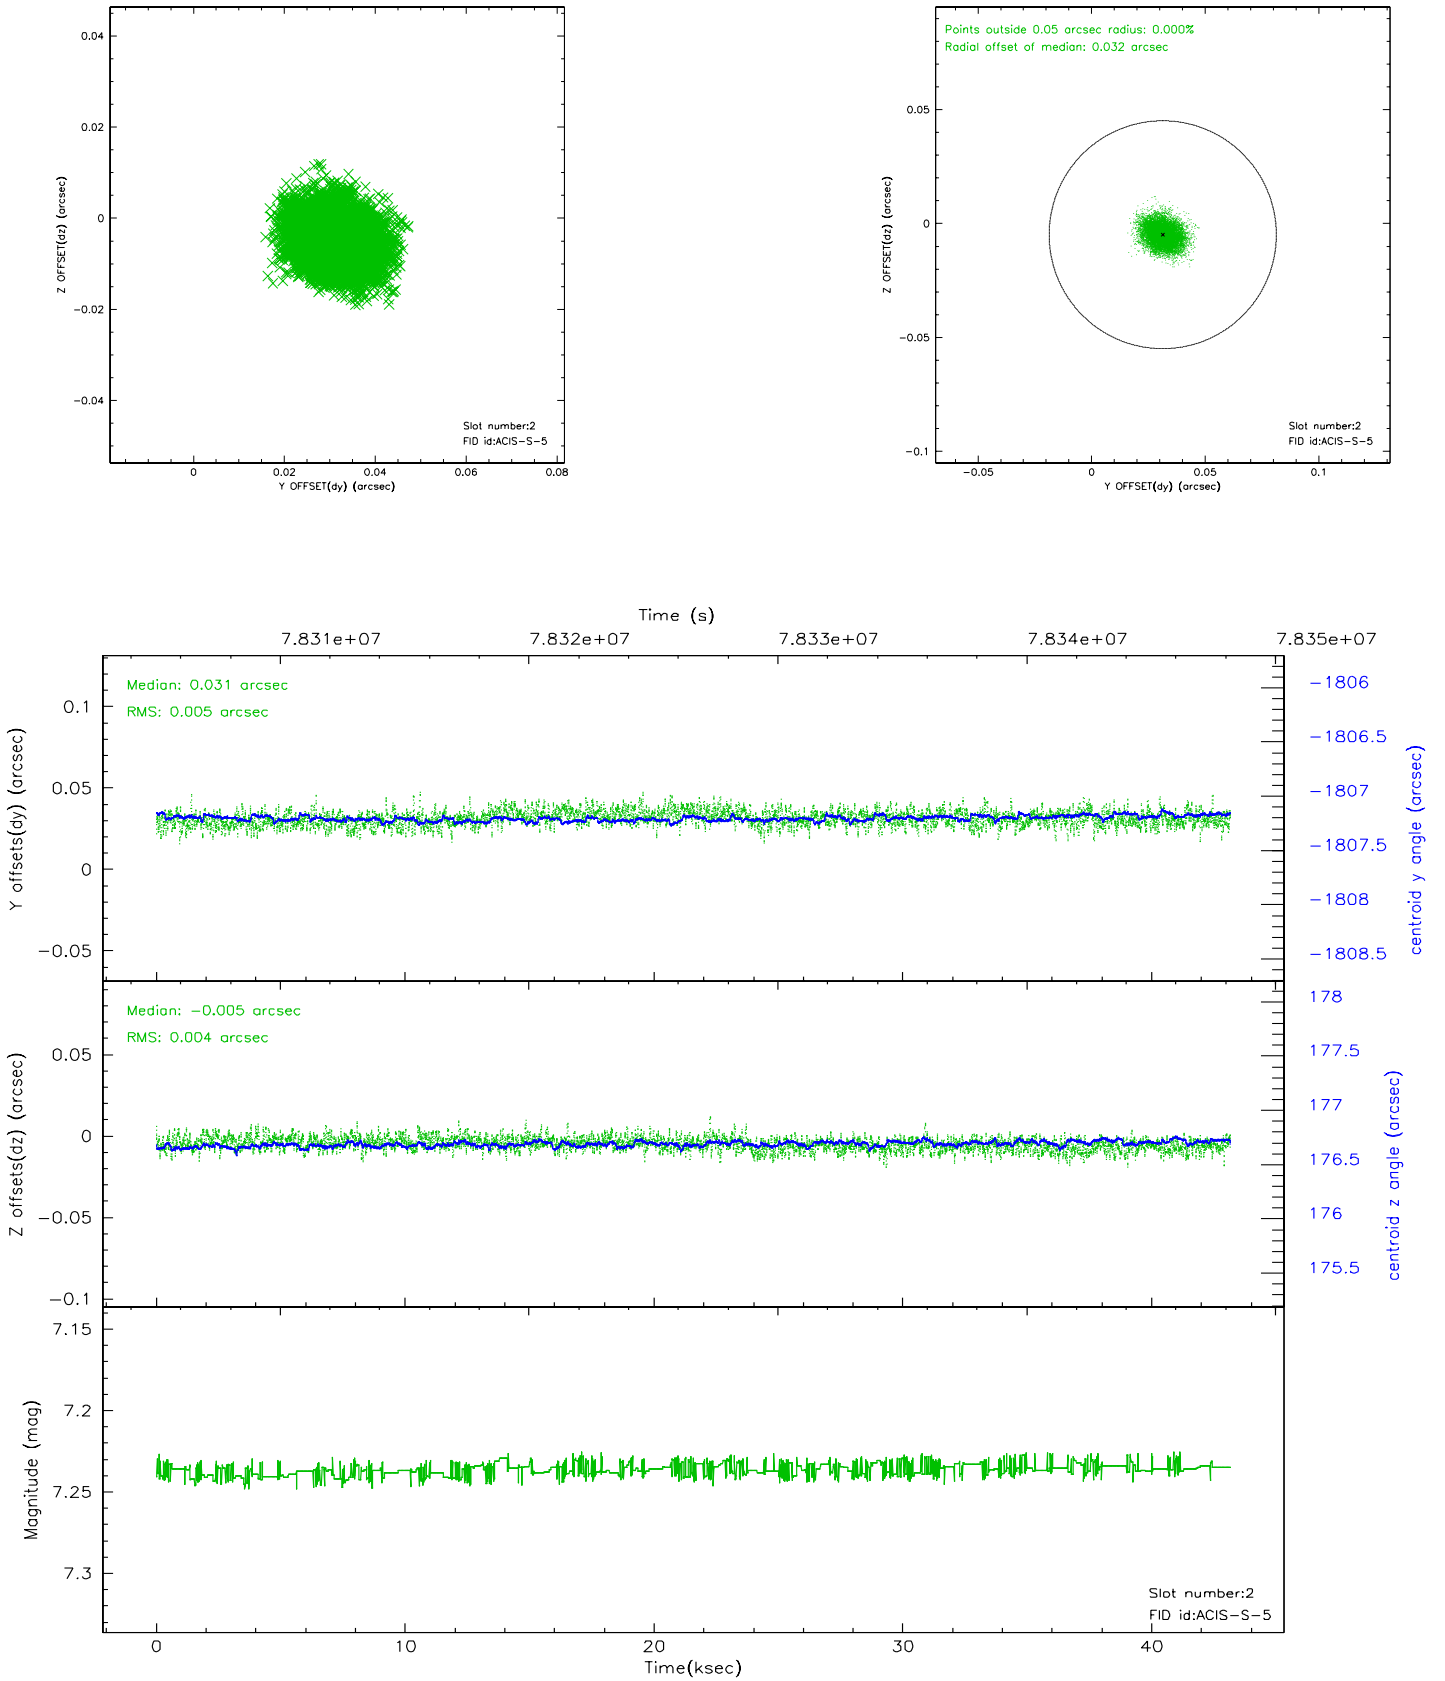 0.04
0.02
0
-0.02
-0.04
Z OFFSET(dz) (arcsec)
Slot number:2
FID id:ACIS-S-5
0 0.02 0.04 0.06 0.08
Y OFFSET(dy) (arcsec)
Points outside 0.05 arcsec radius: 0.000%
Radial offset of median: 0.032 arcsec
0.05
0
-0.05
-0.1
Z OFFSET(dz) (arcsec)
Slot number:2
FID id:ACIS-S-5
-0.05 0 0.05 0.1
Y OFFSET(dy) (arcsec)
Time (s)
7.831e+07 7.832e+07 7.833e+07 7.834e+07 7.835e+07
Median: 0.031 arcsec
RMS: 0.005 arcsec
0.1
0.05
0
-0.05
Y offsets(dy) (arcsec)
-1806
-1806.5
-1807
-1807.5
-1808
-1808.5
centroid y angle (arcsec)
Median: -0.005 arcsec
RMS: 0.004 arcsec
0.05
0
-0.05
-0.1
Z offsets(dz) (arcsec)
178
177.5
177
176.5
176
175.5
centroid z angle (arcsec)
7.15
7.2
7.25
7.3
Magnitude (mag)
Slot number:2
FID id:ACIS-S-5
0 10 20 30 40
Time(ksec)